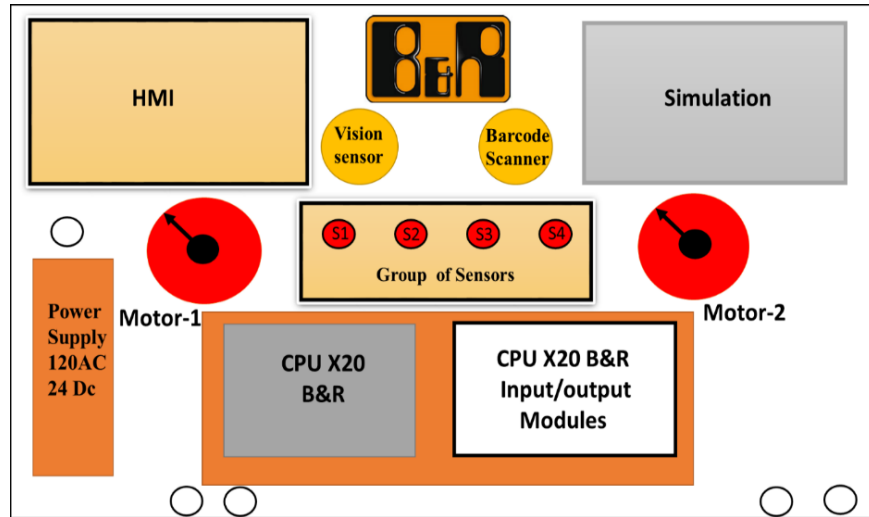 HMI
B&R
Simulation
Vision
sensor
Barcode
Scanner
S1 S2 S3 S4
Group of Sensors
Motor-1
Motor-2
Power
Supply
120AC
24 Dc
CPU X20
B&R
CPU X20 B&R
Input/output
Modules